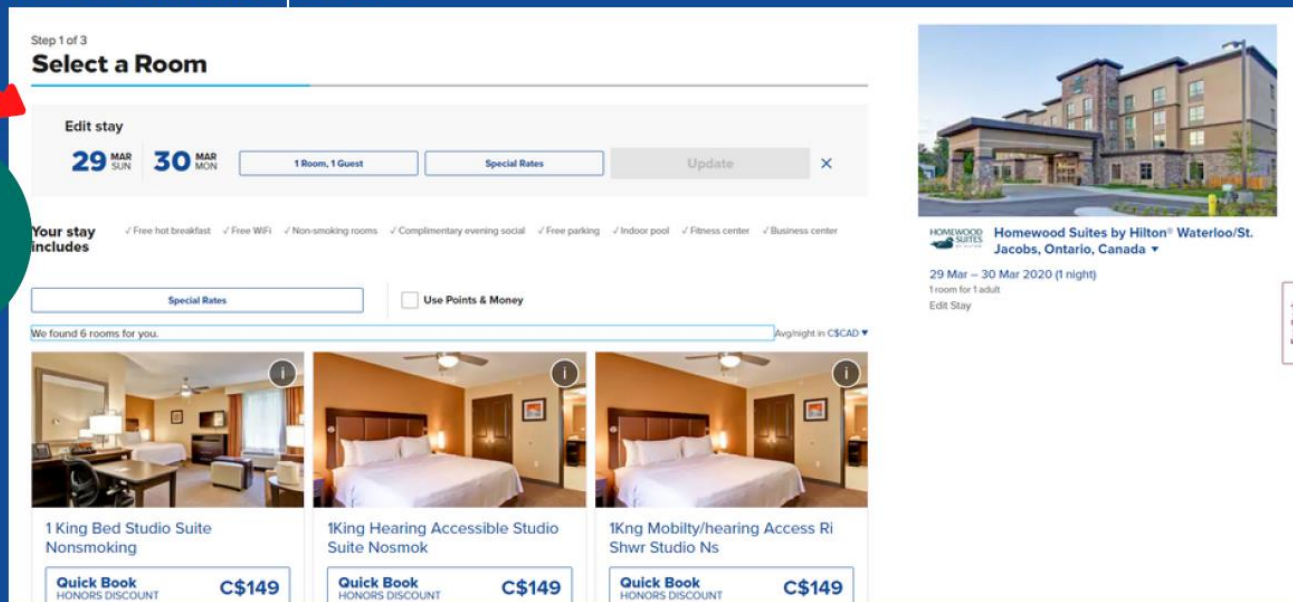 Step 1 of 3
Select a Room
Edit stay
29 MAR SUN 30 MAR MON 1 Room, 1 Guest Special Rates Update ×
Your stay includes
✓ Free hot breakfast ✓ Free WiFi ✓ Non-smoking rooms ✓ Complimentary evening social ✓ Free parking ✓ Indoor pool ✓ Fitness center ✓ Business center
Special Rates
Use Points & Money
We found 6 rooms for you.
Avg/night in C$CAD ▼
1 King Bed Studio Suite
Nonsmoking
Quick Book
HONORS DISCOUNT
C$149
1King Hearing Accessible Studio
Suite Nosmok
Quick Book
HONORS DISCOUNT
C$149
1Kng Mobilty/hearing Access Ri
Shwr Studio Ns
Quick Book
HONORS DISCOUNT
C$149
HOMEWOOD
SUITES
BY HILTON
Homewood Suites by Hilton® Waterloo/St.
Jacobs, Ontario, Canada ▼
29 Mar – 30 Mar 2020 (1 night)
1 room for 1 adult
Edit Stay